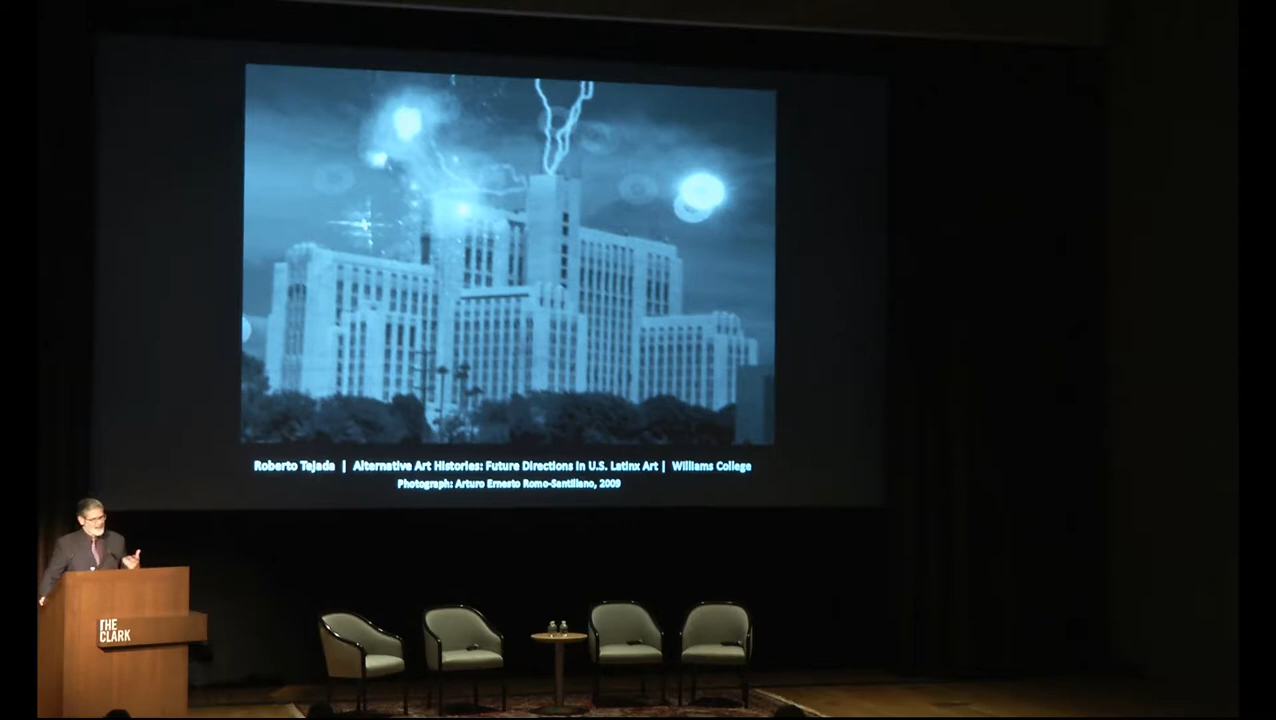 Roberto Tejada | Alternative Art Histories: Future Directions in U.S. Latinx Art | Williams College
Photograph: Arturo Ernesto Romo-Santillano, 2009
THE
CLARK